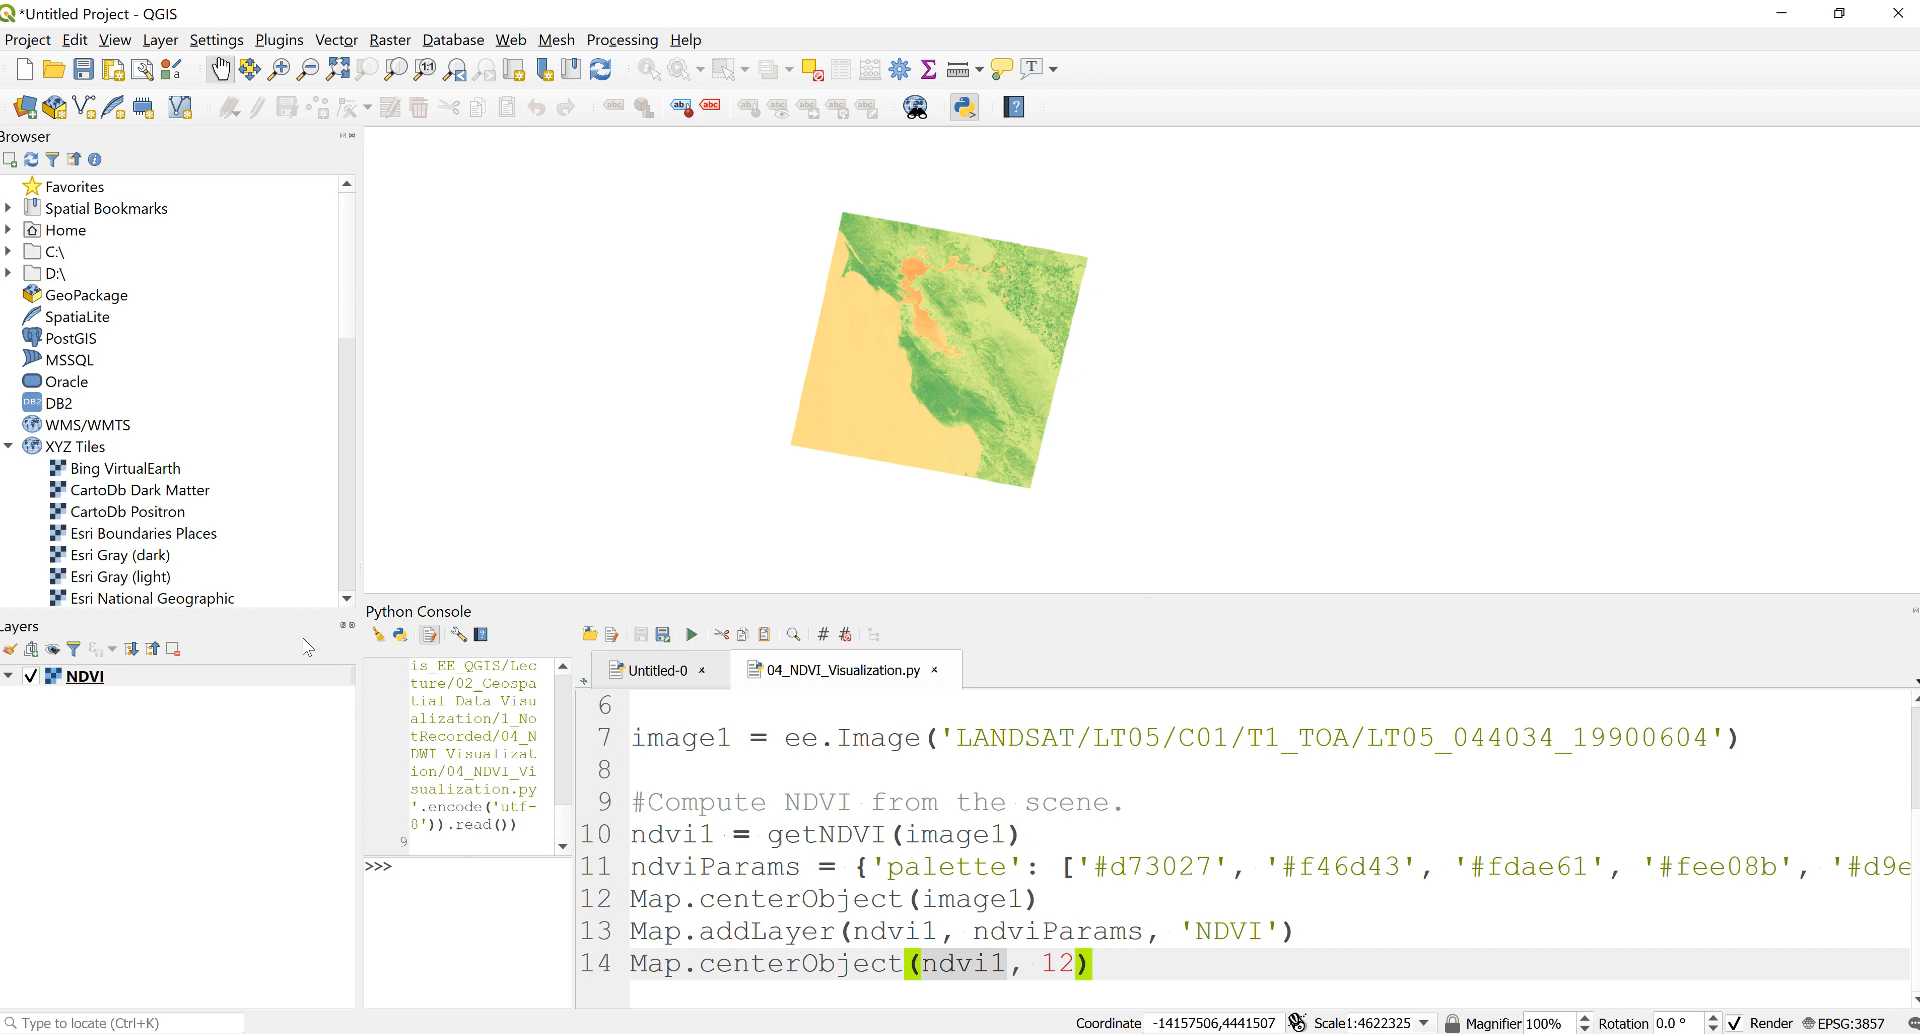 *Untitled Project - QGIS
Project Edit View Layer Settings Plugins Vector Raster Database Web Mesh Processing Help
Browser
Favorites
Spatial Bookmarks
Home
C:\
D:\
GeoPackage
SpatiaLite
PostGIS
MSSQL
Oracle
DB2
WMS/WMTS
XYZ Tiles
Bing VirtualEarth
CartoDb Dark Matter
CartoDb Positron
Esri Boundaries Places
Esri Gray (dark)
Esri Gray (light)
Esri National Geographic
Layers
NDVI
Python Console
is_EE_QGIS/Lec
ture/02_Geospa
tial Data Visu
alization/1_No
tRecorded/04_N
DWI Visualizat
ion/04_NDVI_Vi
sualization.py
'.encode('utf-
8')).read())
9
>>>
Untitled-0
04_NDVI_Visualization.py
6
7 image1 = ee.Image('LANDSAT/LT05/C01/T1_TOA/LT05_044034_19900604')
8
9 #Compute NDVI from the scene.
10 ndvi1 = getNDVI(image1)
11 ndviParams = {'palette': ['#d73027', '#f46d43', '#fdae61', '#fee08b', '#d9e
12 Map.centerObject(image1)
13 Map.addLayer(ndvi1, ndviParams, 'NDVI')
14 Map.centerObject(ndvi1, 12)
Type to locate (Ctrl+K)
Coordinate -14157506,4441507 Scale 1:4622325 Magnifier 100% Rotation 0.0 ° Render EPSG:3857